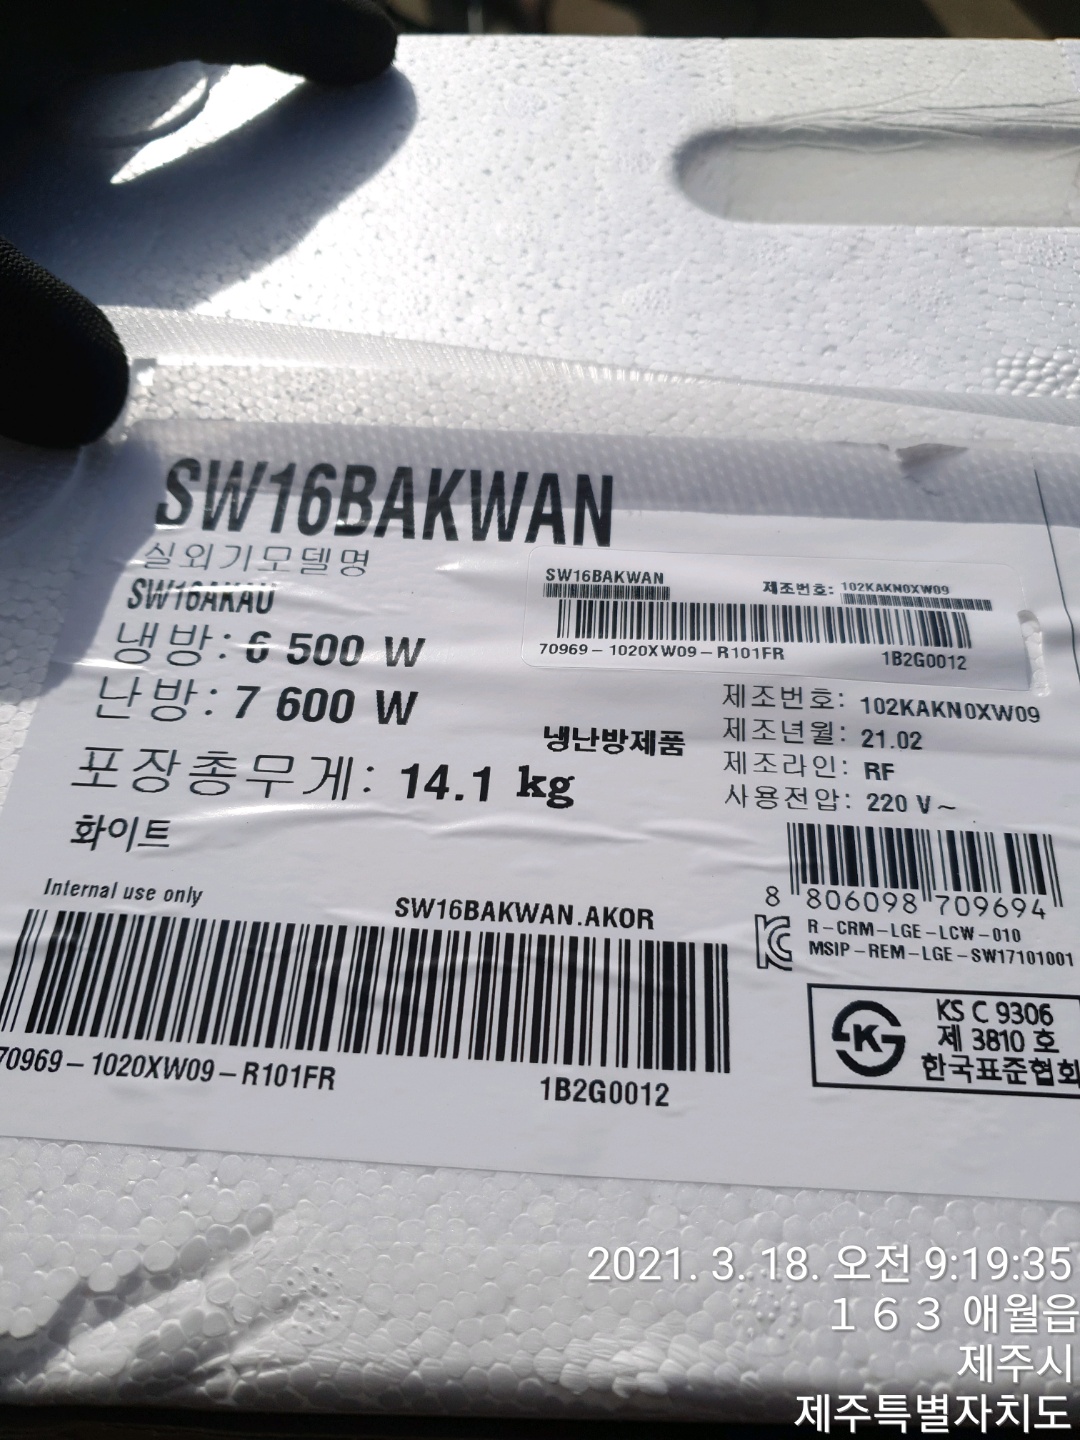 SW16BAKWAN
실외기모델명
SW16AKAU
냉방: 6 500 W
난방: 7 600 W
포장총무게: 14.1 kg
화이트
냉난방제품
SW16BAKWAN
제조번호: 102KAKN0XW09
70969-1020XW09-R101FR 1B2G0012
제조번호: 102KAKN0XW09
제조년월: 21.02
제조라인: RF
사용전압: 220 V~
8 806098 709694
R-CRM-LGE-LCW-010
MSIP-REM-LGE-SW17101001
KS C 9306
제 3810 호
한국표준협회
Internal use only
SW16BAKWAN.AKOR
70969-1020XW09-R101FR 1B2G0012
2021. 3. 18. 오전 9:19:35
163 애월읍
제주시
제주특별자치도